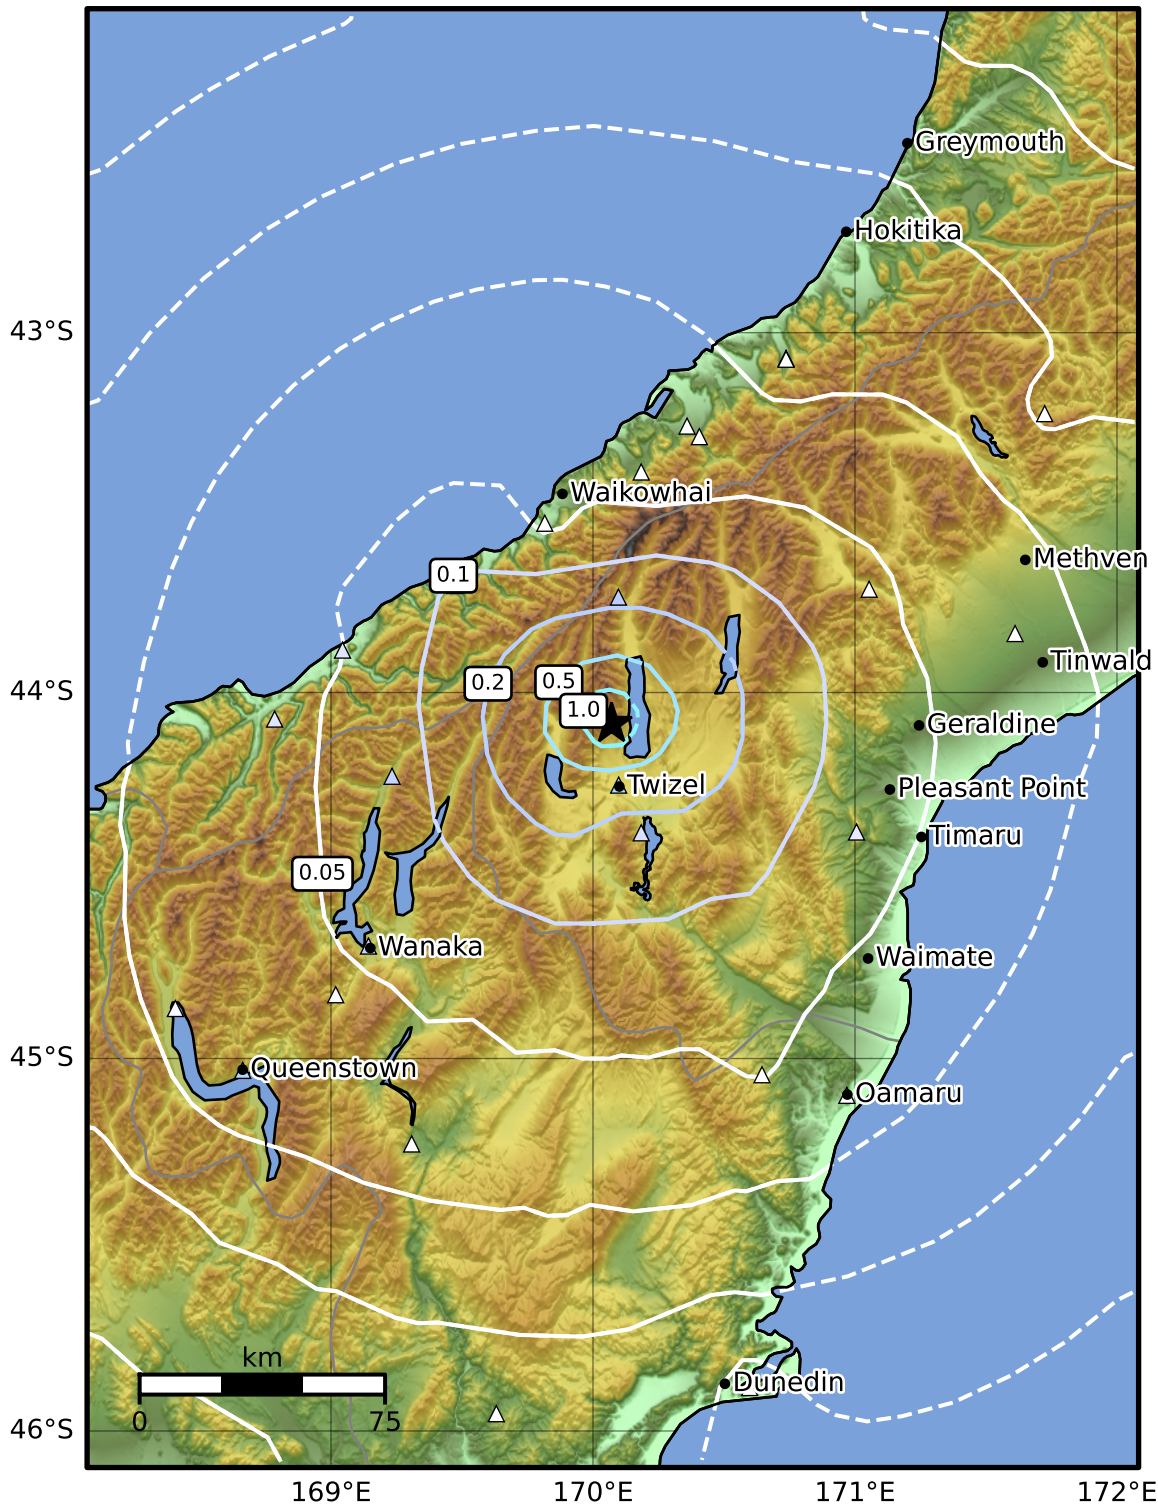 Greymouth
Hokitika
43°S
Waikowhai
Methven
0.1
Tinwald
0.2
0.5
44°S
1.0
Geraldine
Twizel
Pleasant Point
Timaru
0.05
Wanaka
Waimate
45°S
Queenstown
Oamaru
km
Dunedin
0
75
46°S
169°E
170°E
171°E
172°E